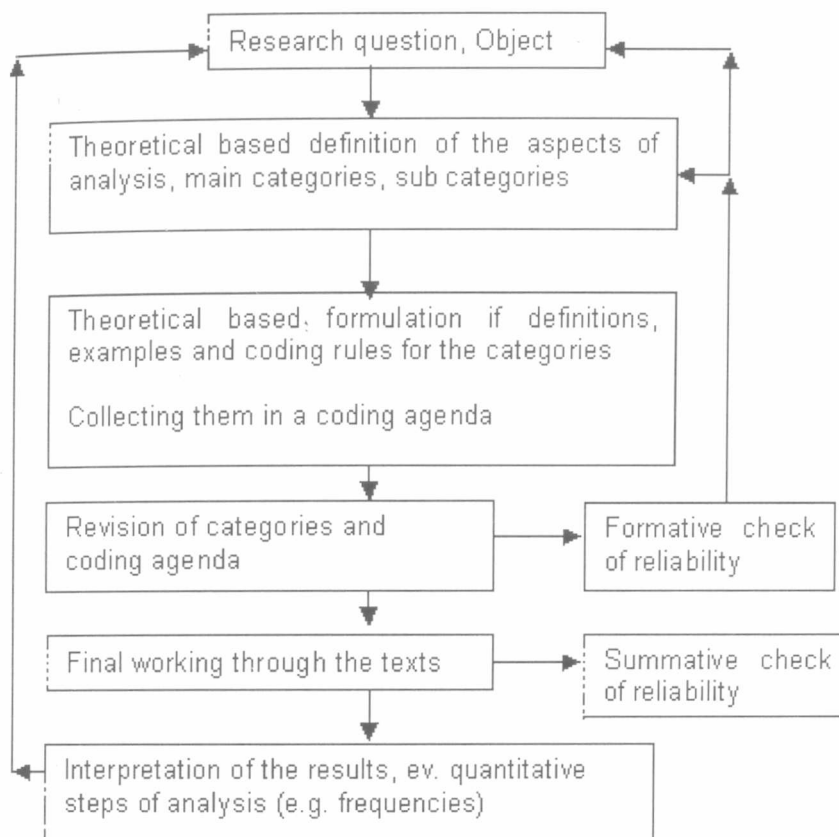 Research question, Object
Theoretical based definition of the aspects of
analysis, main categories, sub categories
Theoretical based, formulation if definitions,
examples and coding rules for the categories
Collecting them in a coding agenda
Revision of categories and
coding agenda
Formative check
of reliability
Final working through the texts
Summative check
of reliability
Interpretation of the results, ev. quantitative
steps of analysis (e.g. frequencies)